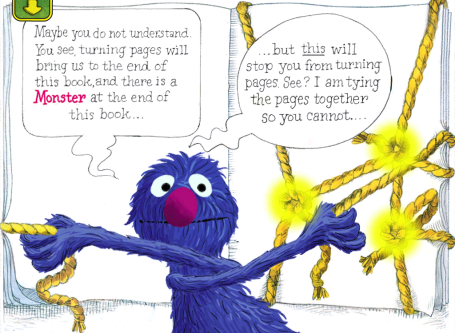 Maybe you do not understand.
You see, turning pages will
bring us to the end of
this book, and there is a
Monster at the end of
this book...
...but this will
stop you from turning
pages. See? I am tying
the pages together
so you cannot....